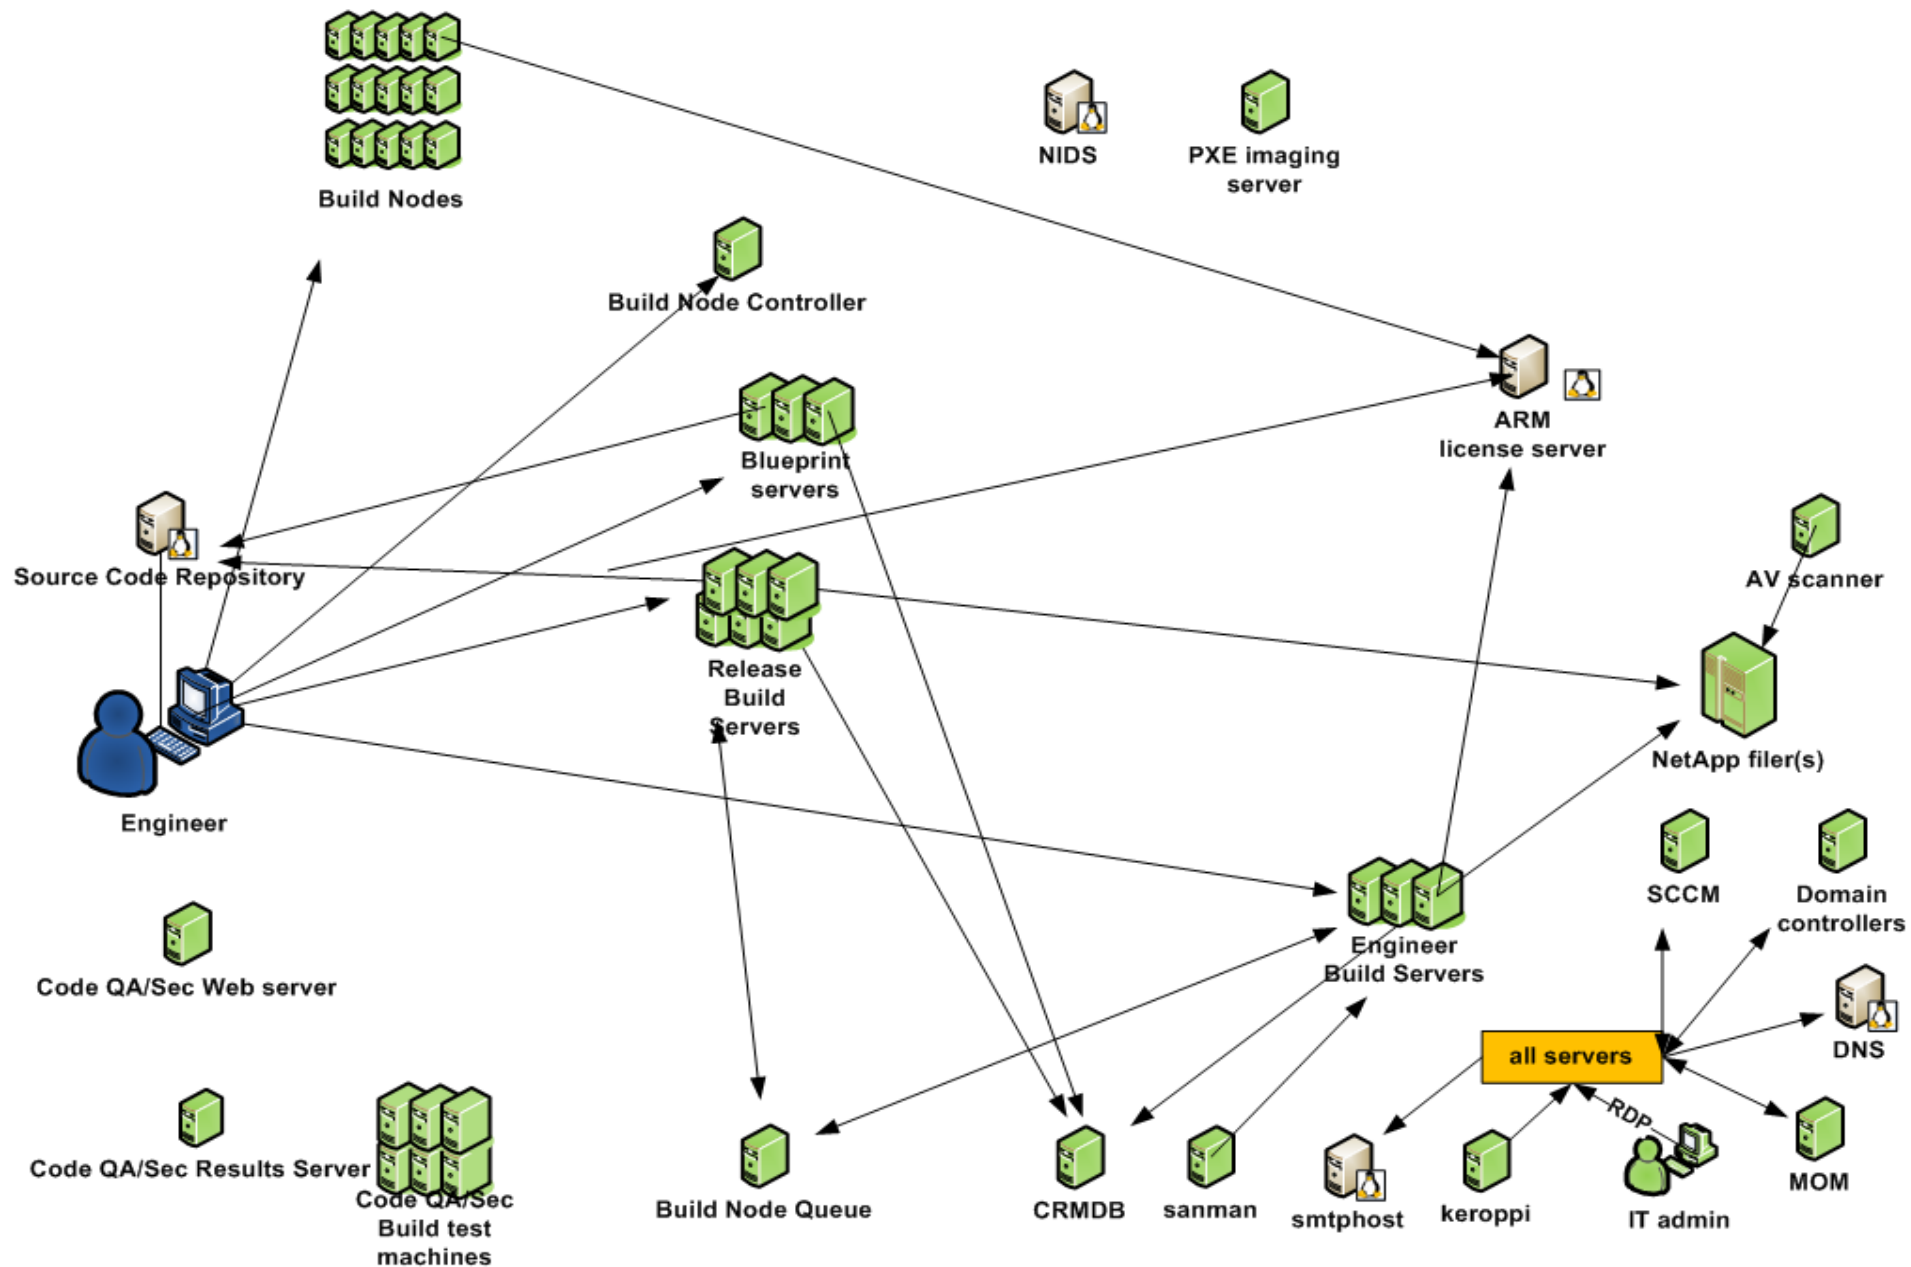 Build Nodes
NIDS
PXE imaging
server
Build Node Controller
ARM
license server
Blueprint
servers
Source Code Repository
AV scanner
Release
Build
Servers
NetApp filer(s)
Engineer
SCCM
Domain
controllers
Engineer
Build Servers
Code QA/Sec Web server
all servers
DNS
RDP
Code QA/Sec Results Server
Code QA/Sec
Build test
machines
Build Node Queue
CRMDB
sanman
smtphost
keroppi
IT admin
MOM